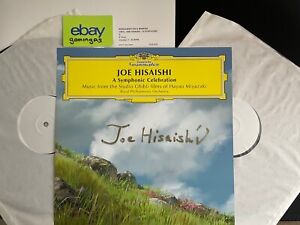 ebay
gamingps
Deutsche
Grammophon
JOE HISAISHI
A Symphonic Celebration
Music from the Studio Ghibli films of Hayao Miyazaki
Royal Philharmonic Orchestra
Joe Hisaishi